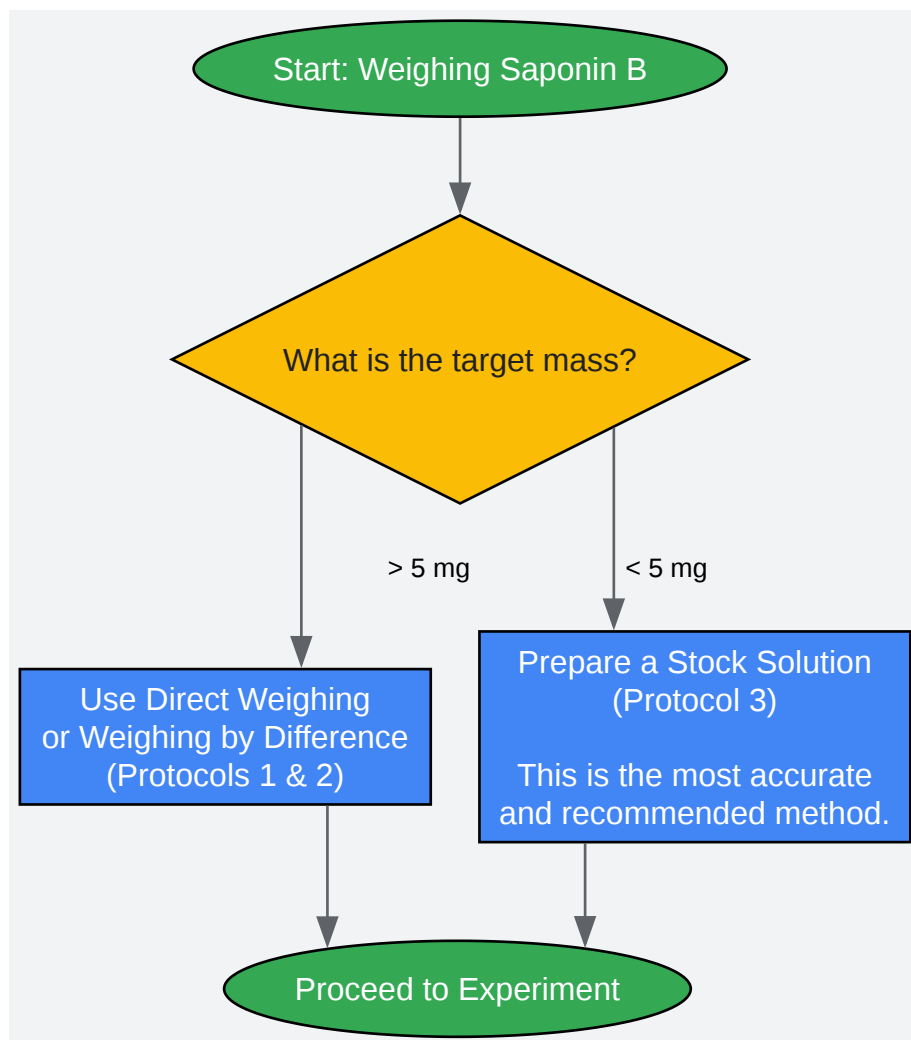 Start: Weighing Saponin B
What is the target mass?
> 5 mg
< 5 mg
Use Direct Weighing
or Weighing by Difference
(Protocols 1 & 2)
Prepare a Stock Solution
(Protocol 3)
This is the most accurate
and recommended method.
Proceed to Experiment